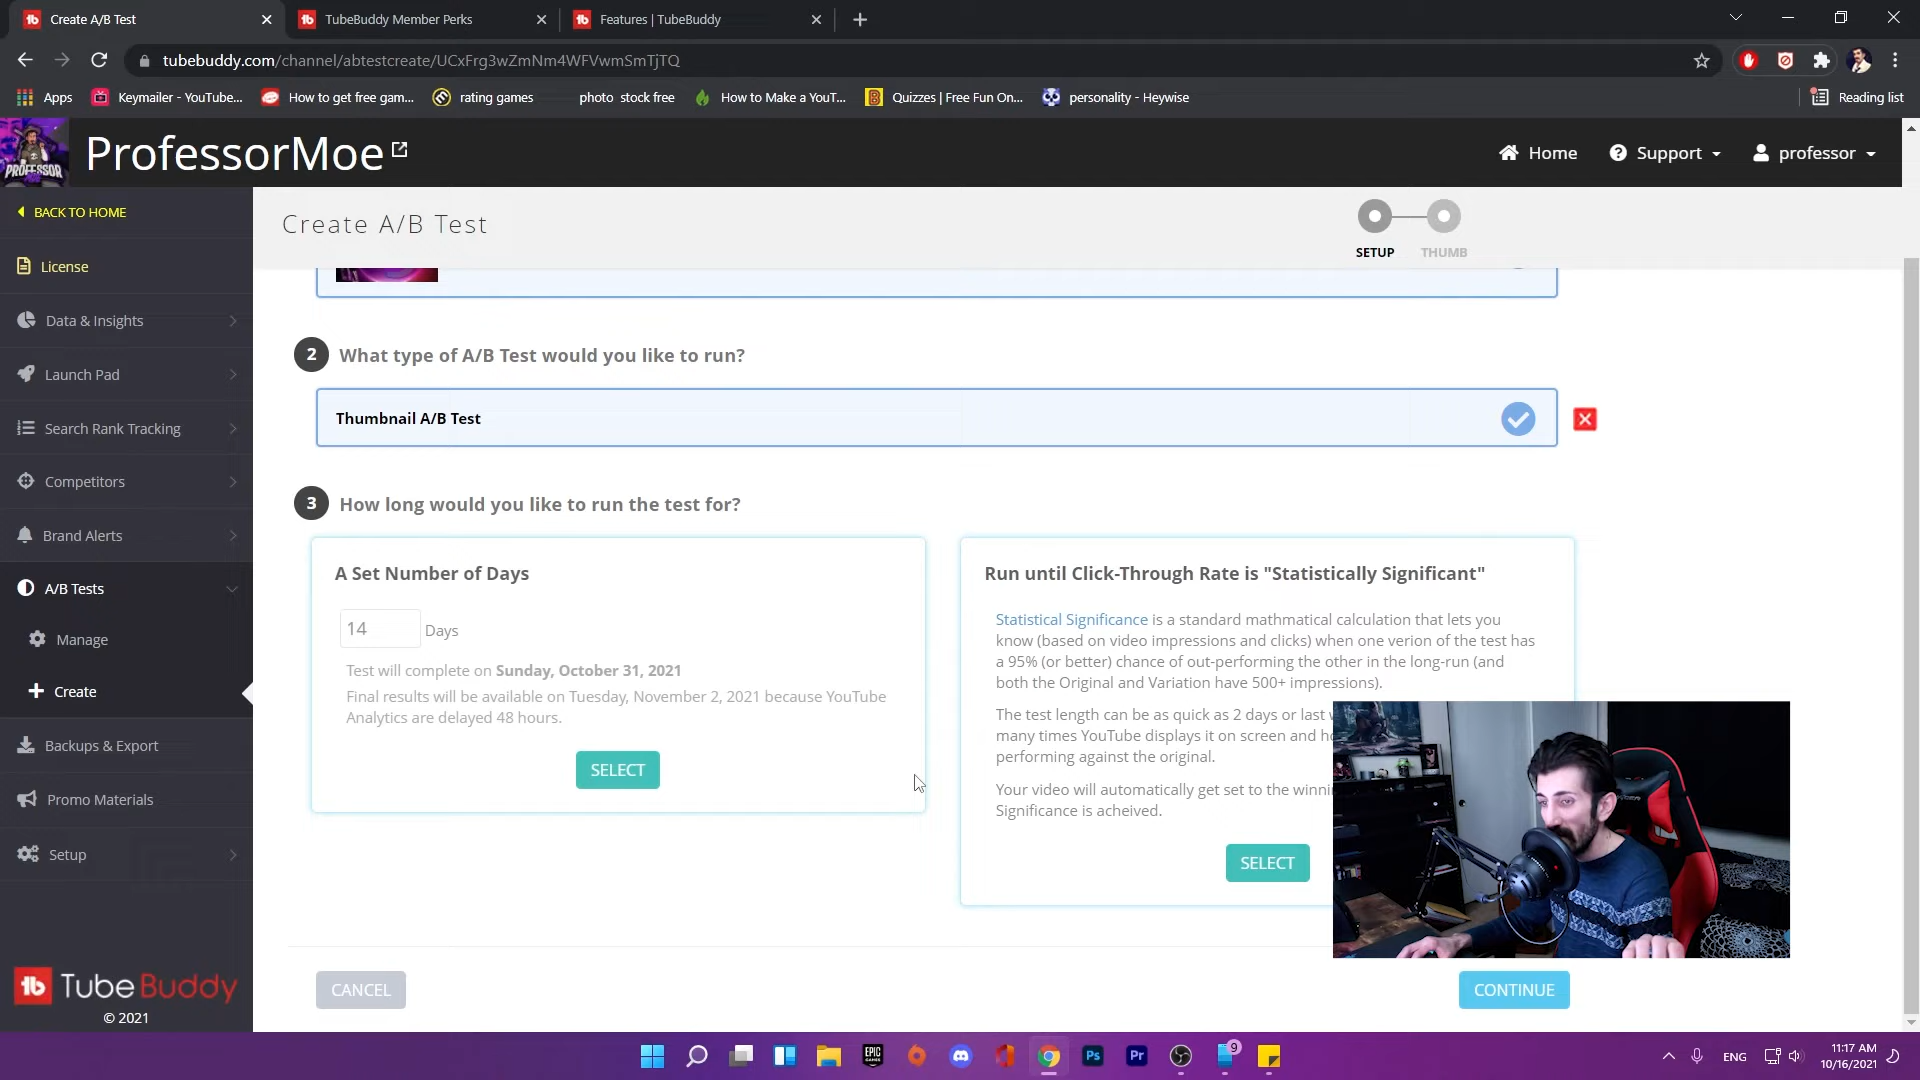 Create A/B Test
TubeBuddy Member Perks
Features | TubeBuddy
tubebuddy.com/channel/abtestcreate/UCxFrg3wZmNm4WFVwmSmTjTQ
Apps
Keymailer - YouTube...
How to get free gam...
rating games
photo stock free
How to Make a YouT...
Quizzes | Free Fun On...
personality - Heywise
Reading list
PROFESSOR
ProfessorMoe
Home
Support
professor
BACK TO HOME
License
Data & Insights
Launch Pad
Search Rank Tracking
Competitors
Brand Alerts
A/B Tests
Manage
Create
Backups & Export
Promo Materials
Setup
TubeBuddy
© 2021
Create A/B Test
SETUP
THUMB
2 What type of A/B Test would you like to run?
Thumbnail A/B Test
3 How long would you like to run the test for?
A Set Number of Days
14 Days
Test will complete on Sunday, October 31, 2021
Final results will be available on Tuesday, November 2, 2021 because YouTube
Analytics are delayed 48 hours.
SELECT
Run until Click-Through Rate is "Statistically Significant"
Statistical Significance is a standard mathmatical calculation that lets you
know (based on video impressions and clicks) when one verion of the test has
a 95% (or better) chance of out-performing the other in the long-run (and
both the Original and Variation have 500+ impressions).
The test length can be as quick as 2 days or last
many times YouTube displays it on screen and
performing against the original.
Your video will automatically get set to the
Significance is acheived.
SELECT
CANCEL
CONTINUE
EPIC GAMES
Ps
Pr
9
ENG
11:17 AM
10/16/2021